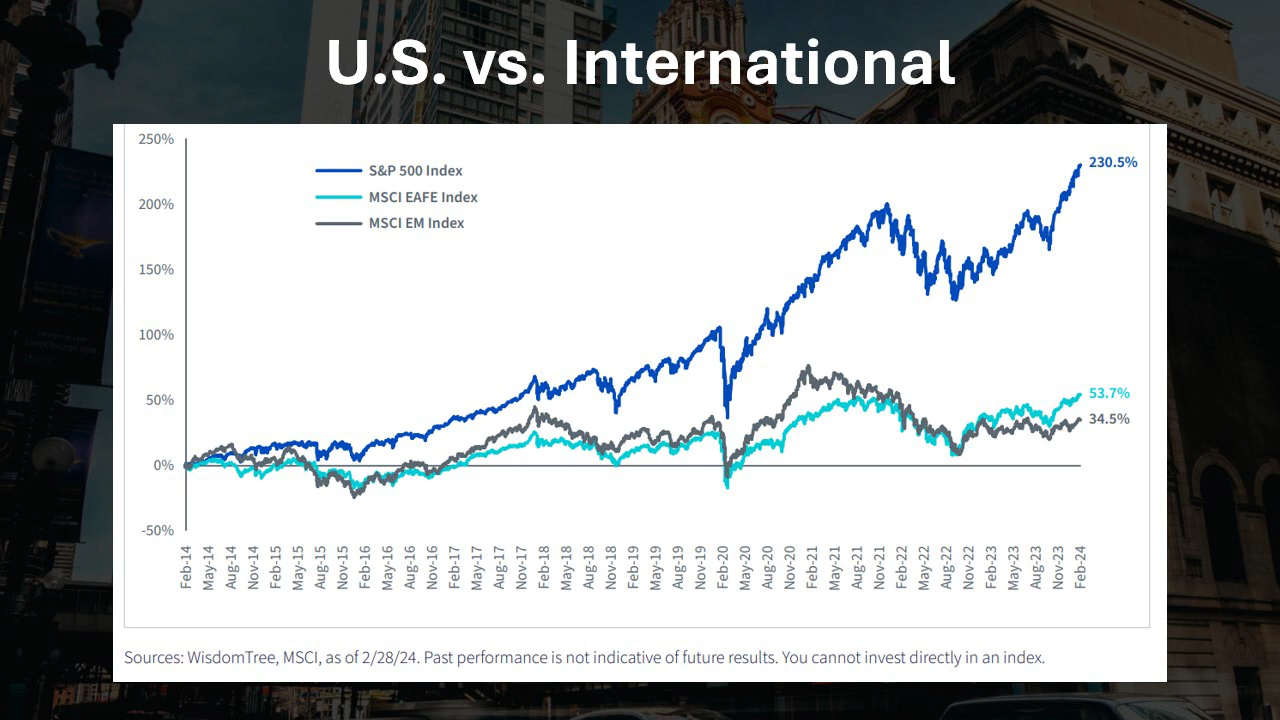 U.S. vs. International
250%
200%
150%
100%
50%
0%
-50%
S&P 500 Index
MSCI EAFE Index
MSCI EM Index
230.5%
53.7%
34.5%
Feb-14
May-14
Aug-14
Nov-14
Feb-15
May-15
Aug-15
Nov-15
Feb-16
May-16
Aug-16
Nov-16
Feb-17
May-17
Aug-17
Nov-17
Feb-18
May-18
Aug-18
Nov-18
Feb-19
May-19
Aug-19
Nov-19
Feb-20
May-20
Aug-20
Nov-20
Feb-21
May-21
Aug-21
Nov-21
Feb-22
May-22
Aug-22
Nov-22
Feb-23
May-23
Aug-23
Nov-23
Feb-24
Sources: WisdomTree, MSCI, as of 2/28/24. Past performance is not indicative of future results. You cannot invest directly in an index.